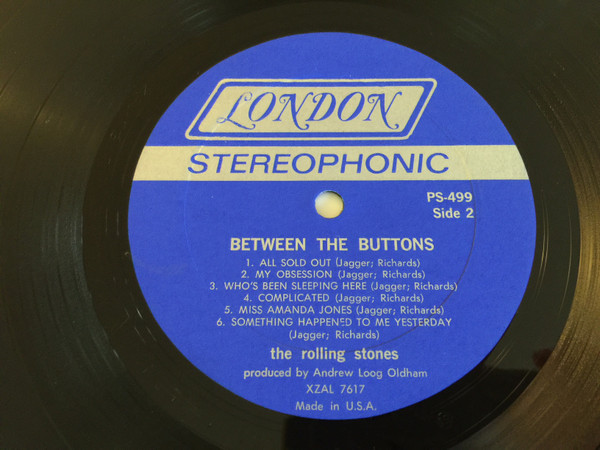 LONDON
STEREOPHONIC
PS-499
Side 2
BETWEEN THE BUTTONS
1. ALL SOLD OUT (Jagger; Richards)
2. MY OBSESSION (Jagger; Richards)
3. WHO'S BEEN SLEEPING HERE (Jagger; Richards)
4. COMPLICATED (Jagger; Richards)
5. MISS AMANDA JONES (Jagger; Richards)
6. SOMETHING HAPPENED TO ME YESTERDAY
(Jagger; Richards)
the rolling stones
produced by Andrew Loog Oldham
XZAL 7617
Made in U.S.A.